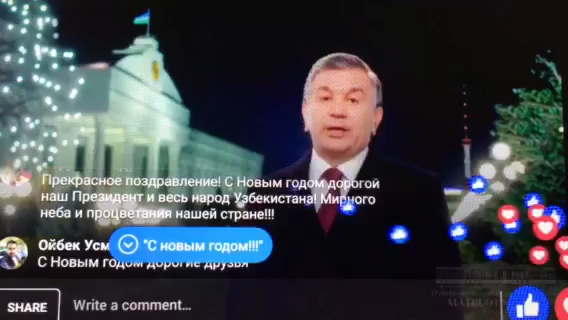 Прекрасное поздравление! С Новым годом дорогой
наш Президент и весь народ Узбекистана! Мирного
неба и процветания нашей стране!!!
Ойбек Усм
"С новым годом!!!"
С Новым годом дорогие друзья
SHARE
Write a comment…